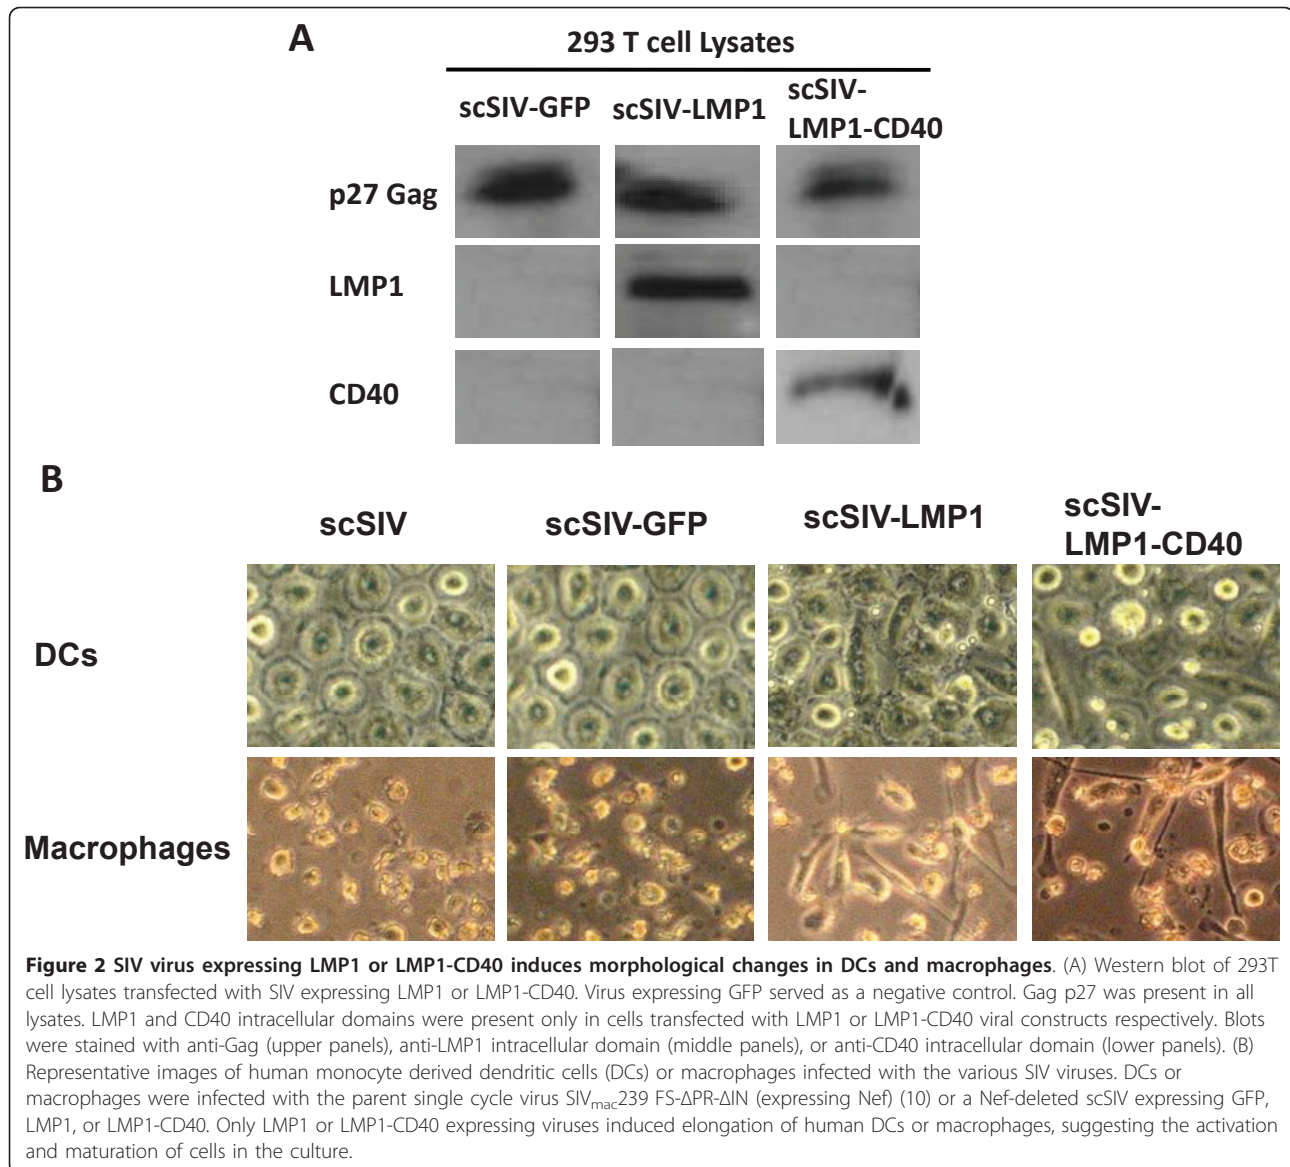 A
293 T cell Lysates
scSIV-GFP
scSIV-LMP1
scSIV-
LMP1-CD40
p27 Gag
LMP1
CD40
B
scSIV
scSIV-GFP
scSIV-LMP1
scSIV-
LMP1-CD40
DCs
Macrophages
Figure 2 SIV virus expressing LMP1 or LMP1-CD40 induces morphological changes in DCs and macrophages. (A) Western blot of 293T
cell lysates transfected with SIV expressing LMP1 or LMP1-CD40. Virus expressing GFP served as a negative control. Gag p27 was present in all
lysates. LMP1 and CD40 intracellular domains were present only in cells transfected with LMP1 or LMP1-CD40 viral constructs respectively. Blots
were stained with anti-Gag (upper panels), anti-LMP1 intracellular domain (middle panels), or anti-CD40 intracellular domain (lower panels). (B)
Representative images of human monocyte derived dendritic cells (DCs) or macrophages infected with the various SIV viruses. DCs or
macrophages were infected with the parent single cycle virus SIVmac239 FS-ΔPR-ΔIN (expressing Nef) (10) or a Nef-deleted scSIV expressing GFP,
LMP1, or LMP1-CD40. Only LMP1 or LMP1-CD40 expressing viruses induced elongation of human DCs or macrophages, suggesting the activation
and maturation of cells in the culture.